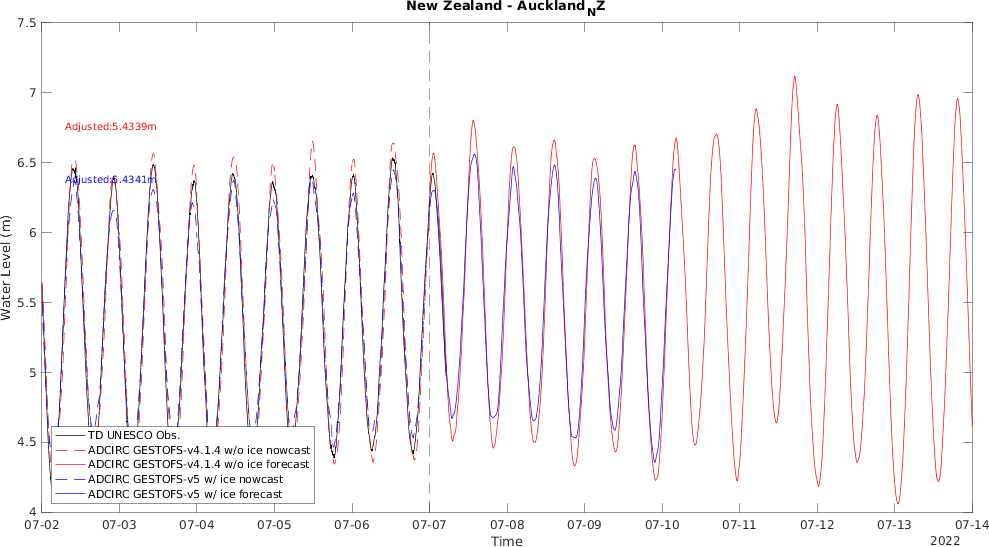 New Zealand - Auckland_NZ
7.5
7
6.5
6
5.5
5
4.5
4
Water Level (m)
Adjusted:5.4339m
Adjusted:5.4341m
TD UNESCO Obs.
ADCIRC GESTOFS-v4.1.4 w/o ice nowcast
ADCIRC GESTOFS-v4.1.4 w/o ice forecast
ADCIRC GESTOFS-v5 w/ ice nowcast
ADCIRC GESTOFS-v5 w/ ice forecast
07-02 07-03 07-04 07-05 07-06 07-07 07-08 07-09 07-10 07-11 07-12 07-13 07-14
Time
2022